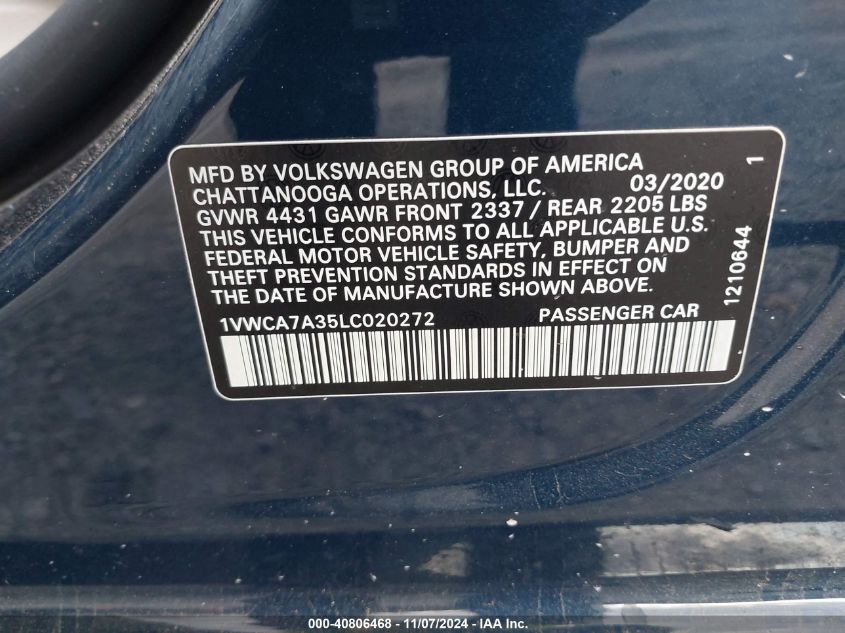 MFD BY VOLKSWAGEN GROUP OF AMERICA
CHATTANOOGA OPERATIONS, LLC. 03/2020
GVWR 4431 GAWR FRONT 2337 / REAR 2205 LBS
THIS VEHICLE CONFORMS TO ALL APPLICABLE U.S.
FEDERAL MOTOR VEHICLE SAFETY, BUMPER AND
THEFT PREVENTION STANDARDS IN EFFECT ON
THE DATE OF MANUFACTURE SHOWN ABOVE.
1VWCA7A35LC020272 PASSENGER CAR
1210644 1
000-40806468 - 11/07/2024 - IAAI.com